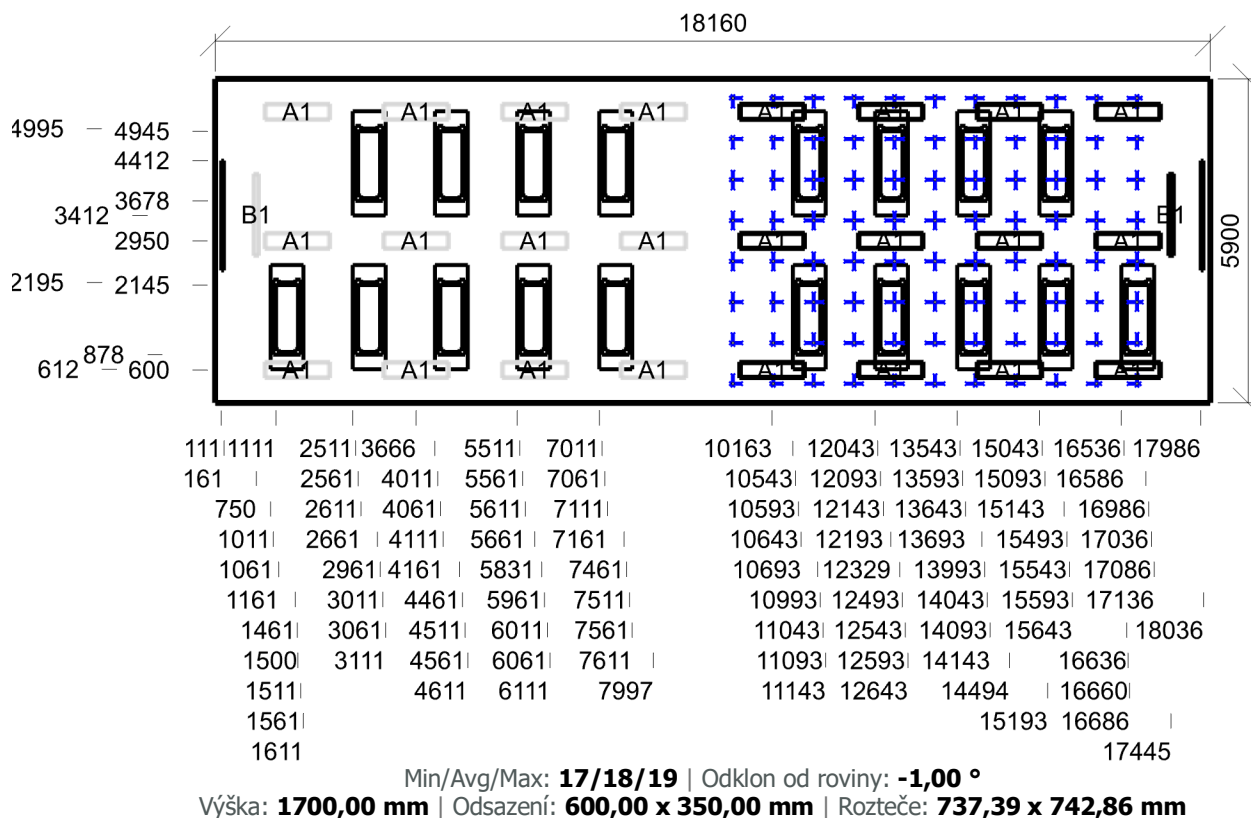 18160
A1 A1 A1 A1 A1 A1 A1 A1
4995 4945
4412
3678
3412 B1 B1
2950 A1 A1 A1 A1 A1 A1 A1 A1
5900
2195 2145
878
612 600 A1 A1 A1 A1 A1 A1 A1 A1
111 1111 2511 3666 5511 7011 10163 12043 13543 15043 16536 17986
161 2561 4011 5561 7061 10543 12093 13593 15093 16586
750 2611 4061 5611 7111 10593 12143 13643 15143 16986
1011 2661 4111 5661 7161 10643 12193 13693 15493 17036
1061 2961 4161 5831 7461 10693 12329 13993 15543 17086
1161 3011 4461 5961 7511 10993 12493 14043 15593 17136
1461 3061 4511 6011 7561 11043 12543 14093 15643 18036
1500 3111 4561 6061 7611 11093 12593 14143 16636
1511 4611 6111 7997 11143 12643 14494 16660
1561 15193 16686
1611 17445
Min/Avg/Max: 17/18/19 | Odklon od roviny: -1,00 °
Výška: 1700,00 mm | Odsazení: 600,00 x 350,00 mm | Rozteče: 737,39 x 742,86 mm